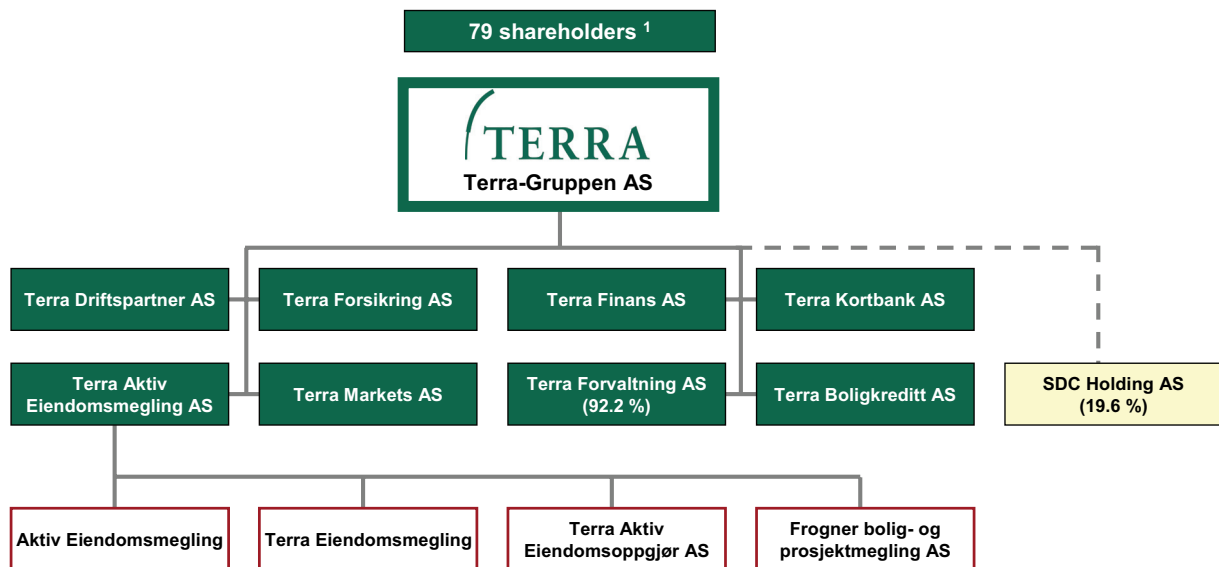 79 shareholders 1
TERRA
Terra-Gruppen AS
Terra Driftspartner AS
Terra Forsikring AS
Terra Finans AS
Terra Kortbank AS
Terra Aktiv
Eiendomsmegling AS
Terra Markets AS
Terra Forvaltning AS
(92.2 %)
Terra Boligkreditt AS
SDC Holding AS
(19.6 %)
Aktiv Eiendomsmegling
Terra Eiendomsmegling
Terra Aktiv
Eiendomsoppgjør AS
Frogner bolig- og
prosjektmegling AS